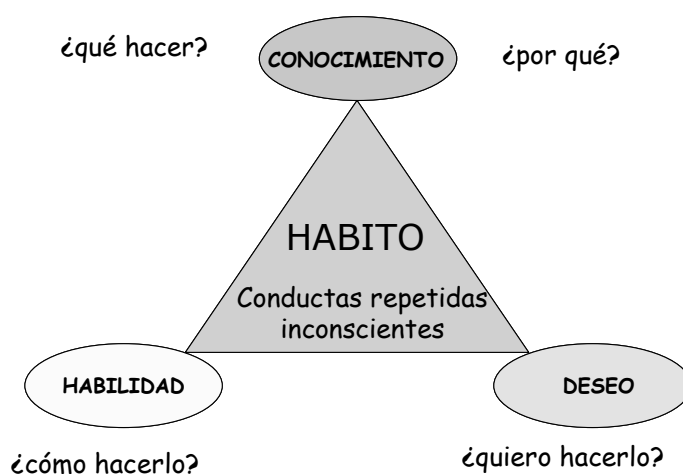 ¿qué hacer?
CONOCIMIENTO
¿por qué?
HABITO
Conductas repetidas
inconscientes
HABILIDAD
DESEO
¿cómo hacerlo?
¿quiero hacerlo?